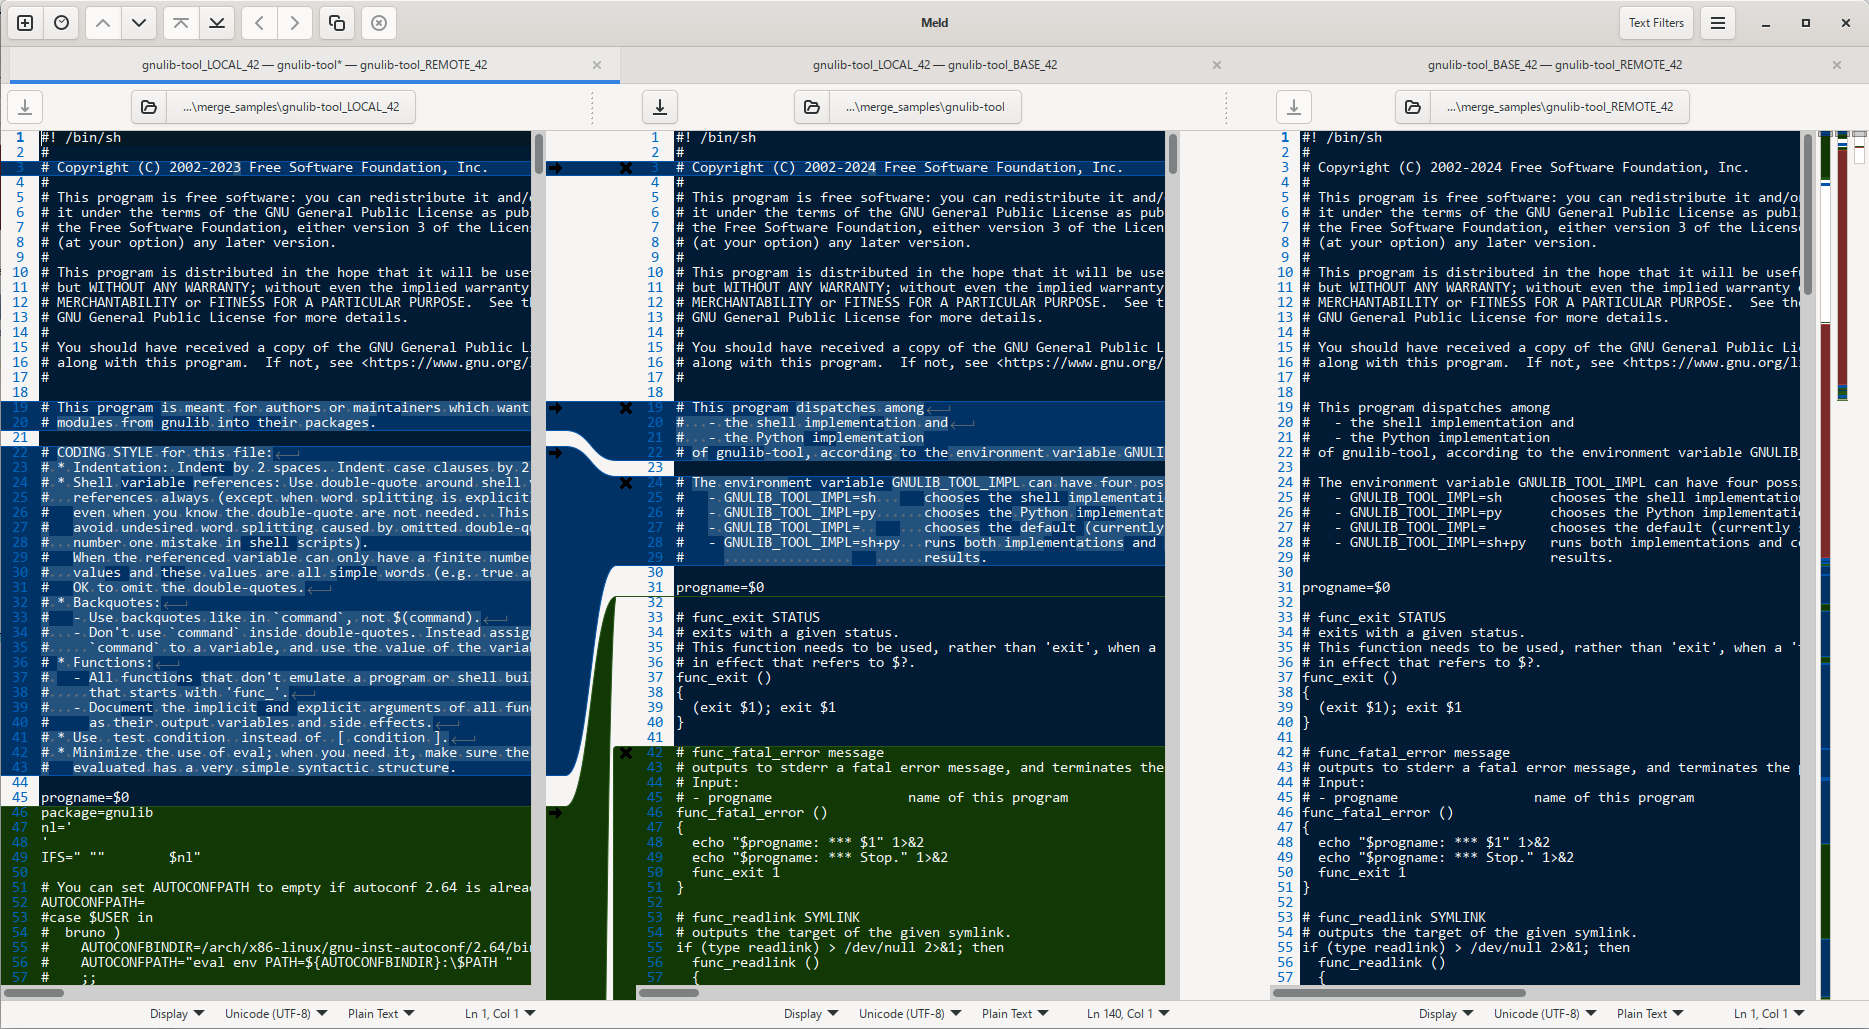 Meld
Text Filters
gnulib-tool_LOCAL_42 — gnulib-tool* — gnulib-tool_REMOTE_42
gnulib-tool_LOCAL_42 — gnulib-tool_BASE_42
gnulib-tool_BASE_42 — gnulib-tool_REMOTE_42
...\merge_samples\gnulib-tool_LOCAL_42
...\merge_samples\gnulib-tool
...\merge_samples\gnulib-tool_REMOTE_42
1 #! /bin/sh
2 #
3 # Copyright (C) 2002-2023 Free Software Foundation, Inc.
4 #
5 # This program is free software: you can redistribute it and/
6 # it under the terms of the GNU General Public License as pub
7 # the Free Software Foundation, either version 3 of the Licen
8 # (at your option) any later version.
9 #
10 # This program is distributed in the hope that it will be use
11 # but WITHOUT ANY WARRANTY; without even the implied warranty
12 # MERCHANTABILITY or FITNESS FOR A PARTICULAR PURPOSE.  See t
13 # GNU General Public License for more details.
14 #
15 # You should have received a copy of the GNU General Public L
16 # along with this program.  If not, see <https://www.gnu.org/
17 #
18
19 # This program is meant for authors or maintainers which want
20 # modules from gnulib into their packages.
21
22 # CODING STYLE for this file:
23 # * Indentation: Indent by 2 spaces. Indent case clauses by 2
24 # * Shell variable references: Use double-quote around shell
25 #   references always (except when word splitting is explicit
26 #   even when you know the double-quote are not needed.  This
27 #   avoid undesired word splitting caused by omitted double-q
28 #   number one mistake in shell scripts).
29 #   When the referenced variable can only have a finite numbe
30 #   values and these values are all simple words (e.g. true a
31 #   OK to omit the double-quotes.
32 # * Backquotes:
33 #   - Use backquotes like in `command`, not $(command).
34 #   - Don't use `command` inside double-quotes. Instead assig
35 #     `command` to a variable, and use the value of the varia
36 # * Functions:
37 #   - All functions that don't emulate a program or shell bui
38 #     that starts with 'func_'.
39 #   - Document the implicit and explicit arguments of all fun
40 #     as their output variables and side effects.
41 # * Use  test condition  instead of  [ condition ].
42 # * Minimize the use of eval; when you need it, make sure the
43 #   evaluated has a very simple syntactic structure.
44
45 progname=$0
46 package=gnulib
47 nl='
48 '
49 IFS=" ""        $nl"
50
51 # You can set AUTOCONFPATH to empty if autoconf 2.64 is alrea
52 AUTOCONFPATH=
53 #case $USER in
54 #  bruno )
55 #    AUTOCONFBINDIR=/arch/x86-linux/gnu-inst-autoconf/2.64/bi
56 #    AUTOCONFPATH="eval env PATH=${AUTOCONFBINDIR}:\$PATH "
57 #    ;;
1 #! /bin/sh
2 #
3 # Copyright (C) 2002-2024 Free Software Foundation, Inc.
4 #
5 # This program is free software: you can redistribute it and/
6 # it under the terms of the GNU General Public License as pub
7 # the Free Software Foundation, either version 3 of the Licen
8 # (at your option) any later version.
9 #
10 # This program is distributed in the hope that it will be use
11 # but WITHOUT ANY WARRANTY; without even the implied warranty
12 # MERCHANTABILITY or FITNESS FOR A PARTICULAR PURPOSE.  See t
13 # GNU General Public License for more details.
14 #
15 # You should have received a copy of the GNU General Public L
16 # along with this program.  If not, see <https://www.gnu.org/
17 #
18
19 # This program dispatches among
20 #   - the shell implementation and
21 #   - the Python implementation
22 # of gnulib-tool, according to the environment variable GNULI
23
24 # The environment variable GNULIB_TOOL_IMPL can have four pos
25 #   - GNULIB_TOOL_IMPL=sh      chooses the shell implementati
26 #   - GNULIB_TOOL_IMPL=py      chooses the Python implementat
27 #   - GNULIB_TOOL_IMPL=        chooses the default (currently
28 #   - GNULIB_TOOL_IMPL=sh+py   runs both implementations and
29 #                              results.
30
31 progname=$0
32
33 # func_exit STATUS
34 # exits with a given status.
35 # This function needs to be used, rather than 'exit', when a
36 # in effect that refers to $?.
37 func_exit ()
38 {
39   (exit $1); exit $1
40 }
41
42 # func_fatal_error message
43 # outputs to stderr a fatal error message, and terminates the
44 # Input:
45 # - progname                 name of this program
46 func_fatal_error ()
47 {
48   echo "$progname: *** $1" 1>&2
49   echo "$progname: *** Stop." 1>&2
50   func_exit 1
51 }
52
53 # func_readlink SYMLINK
54 # outputs the target of the given symlink.
55 if (type readlink) > /dev/null 2>&1; then
56   func_readlink ()
57   {
1 #! /bin/sh
2 #
3 # Copyright (C) 2002-2024 Free Software Foundation, Inc.
4 #
5 # This program is free software: you can redistribute it and/o
6 # it under the terms of the GNU General Public License as publ
7 # the Free Software Foundation, either version 3 of the Licens
8 # (at your option) any later version.
9 #
10 # This program is distributed in the hope that it will be usef
11 # but WITHOUT ANY WARRANTY; without even the implied warranty
12 # MERCHANTABILITY or FITNESS FOR A PARTICULAR PURPOSE.  See the
13 # GNU General Public License for more details.
14 #
15 # You should have received a copy of the GNU General Public Li
16 # along with this program.  If not, see <https://www.gnu.org/l
17 #
18
19 # This program dispatches among
20 #   - the shell implementation and
21 #   - the Python implementation
22 # of gnulib-tool, according to the environment variable GNULIB_
23
24 # The environment variable GNULIB_TOOL_IMPL can have four poss
25 #   - GNULIB_TOOL_IMPL=sh      chooses the shell implementation
26 #   - GNULIB_TOOL_IMPL=py      chooses the Python implementati
27 #   - GNULIB_TOOL_IMPL=        chooses the default (currently
28 #   - GNULIB_TOOL_IMPL=sh+py   runs both implementations and c
29 #                              results.
30
31 progname=$0
32
33 # func_exit STATUS
34 # exits with a given status.
35 # This function needs to be used, rather than 'exit', when a '
36 # in effect that refers to $?.
37 func_exit ()
38 {
39   (exit $1); exit $1
40 }
41
42 # func_fatal_error message
43 # outputs to stderr a fatal error message, and terminates the
44 # Input:
45 # - progname                 name of this program
46 func_fatal_error ()
47 {
48   echo "$progname: *** $1" 1>&2
49   echo "$progname: *** Stop." 1>&2
50   func_exit 1
51 }
52
53 # func_readlink SYMLINK
54 # outputs the target of the given symlink.
55 if (type readlink) > /dev/null 2>&1; then
56   func_readlink ()
57   {
Display Unicode (UTF-8) Plain Text Ln 1, Col 1
Display Unicode (UTF-8) Plain Text Ln 140, Col 1
Display Unicode (UTF-8) Plain Text Ln 1, Col 1